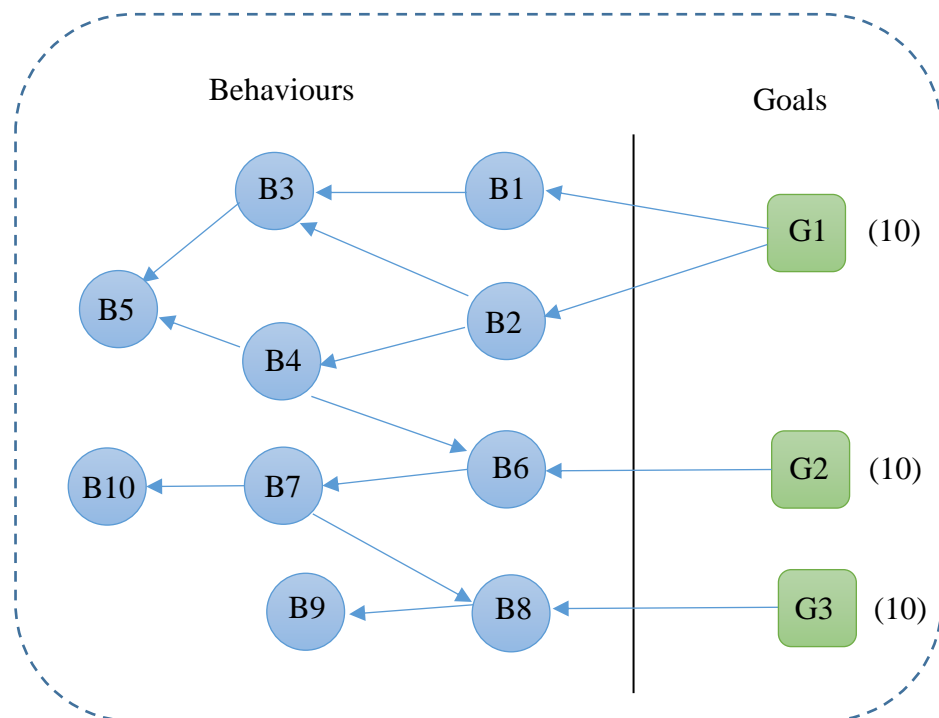 Behaviours
Goals
B3
B1
G1 (10)
B5
B2
B4
B6
G2 (10)
B10
B7
B9
B8
G3 (10)